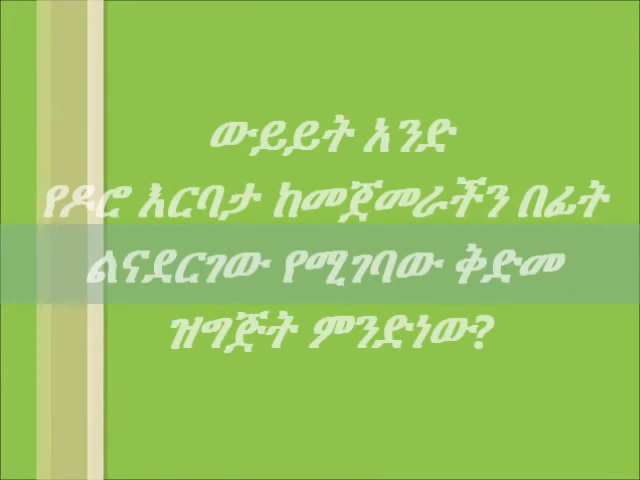 ውይይት አንድ
የዶሮ እርባታ ከመጀመራችን በፊት
ልናደርገው የሚገባው ቅድመ
ዝግጅት ምንድነው?